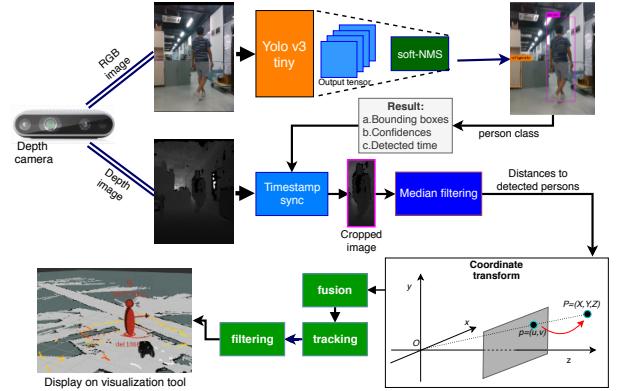 RGB
image
Yolo v3
tiny
Output tensor
soft-NMS
Depth
camera
Depth
image
Result:
a.Bounding boxes
b.Confidences
c.Detected time
person class
Timestamp
sync
Cropped
image
Median filtering
Distances to
detected persons
Coordinate
transform
y
x
O
z
p=(u,v)
P=(X,Y,Z)
fusion
tracking
filtering
Display on visualization tool